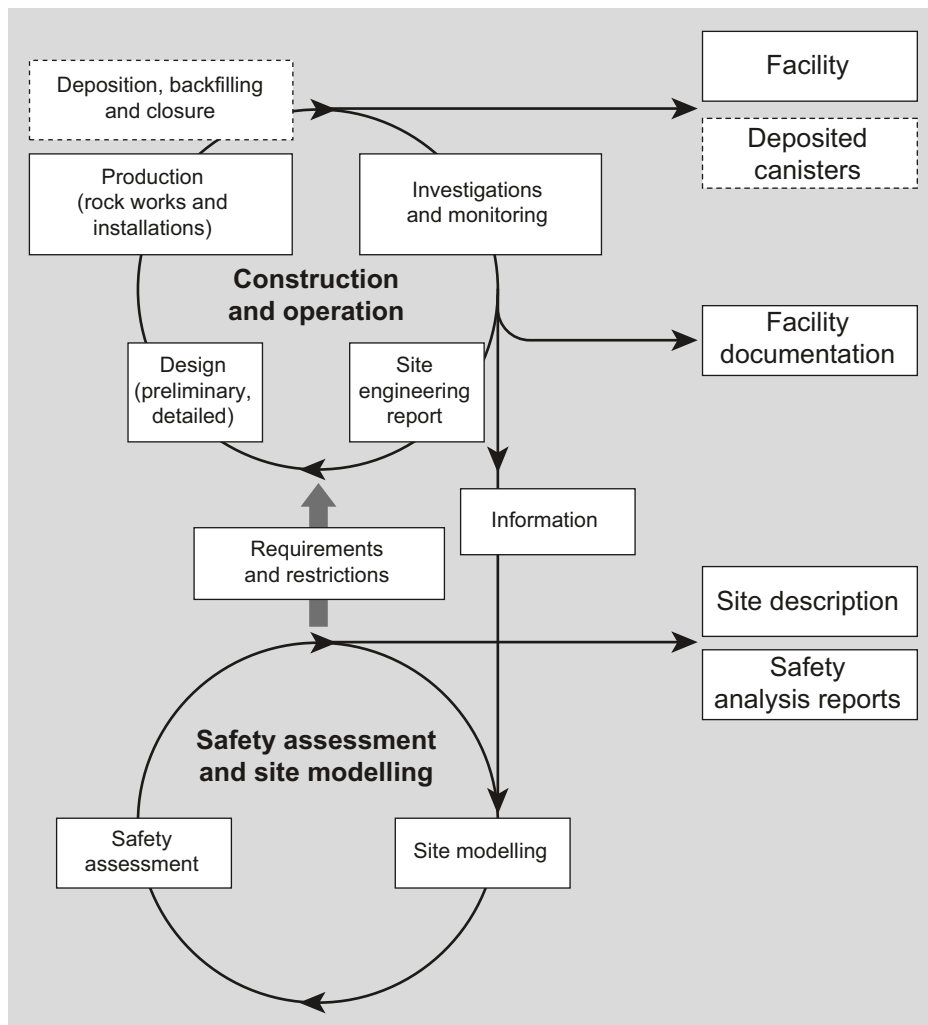 Deposition, backfilling
and closure
Facility
Deposited
canisters
Production
(rock works and
installations)
Investigations
and monitoring
Construction
and operation
Facility
documentation
Design
(preliminary,
detailed)
Site
engineering
report
Information
Requirements
and restrictions
Site description
Safety
analysis reports
Safety assessment
and site modelling
Safety
assessment
Site modelling